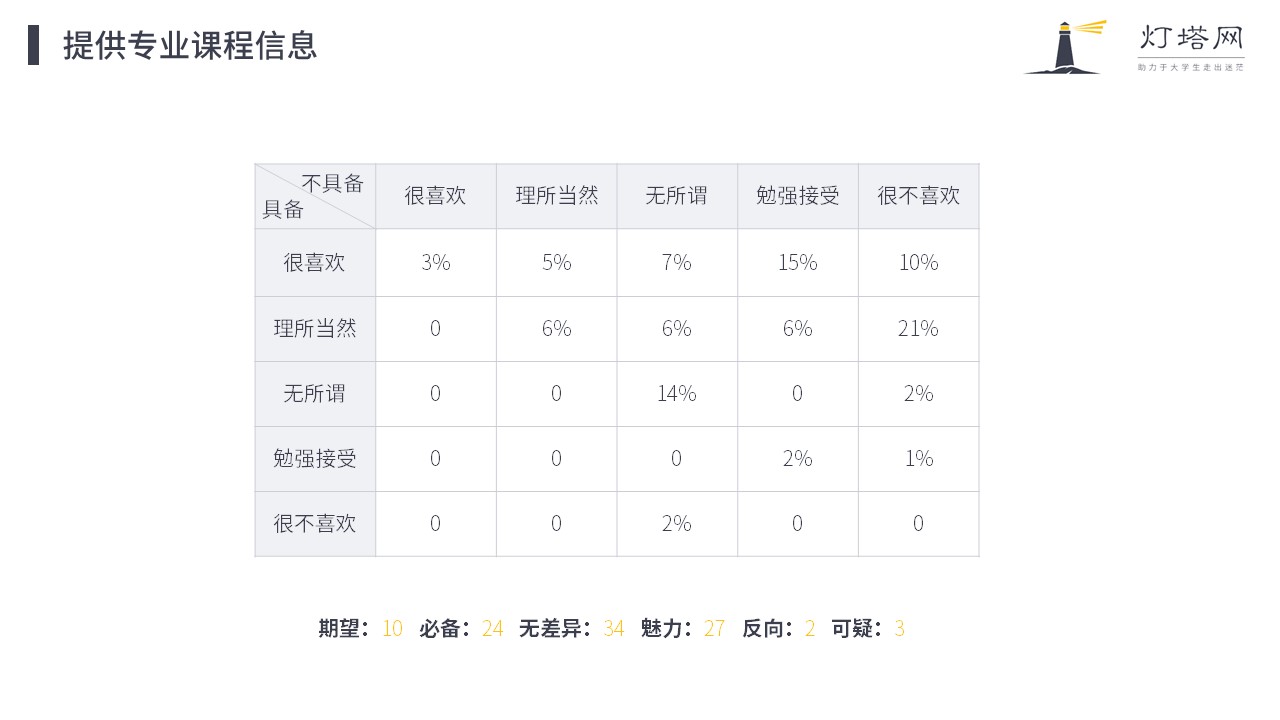 提供专业课程信息
灯塔网
助力于大学生走出迷茫
不具备
具备
很喜欢 理所当然 无所谓 勉强接受 很不喜欢
很喜欢 3% 5% 7% 15% 10%
理所当然 0 6% 6% 6% 21%
无所谓 0 0 14% 0 2%
勉强接受 0 0 0 2% 1%
很不喜欢 0 0 2% 0 0
期望：10 必备：24 无差异：34 魅力：27 反向：2 可疑：3